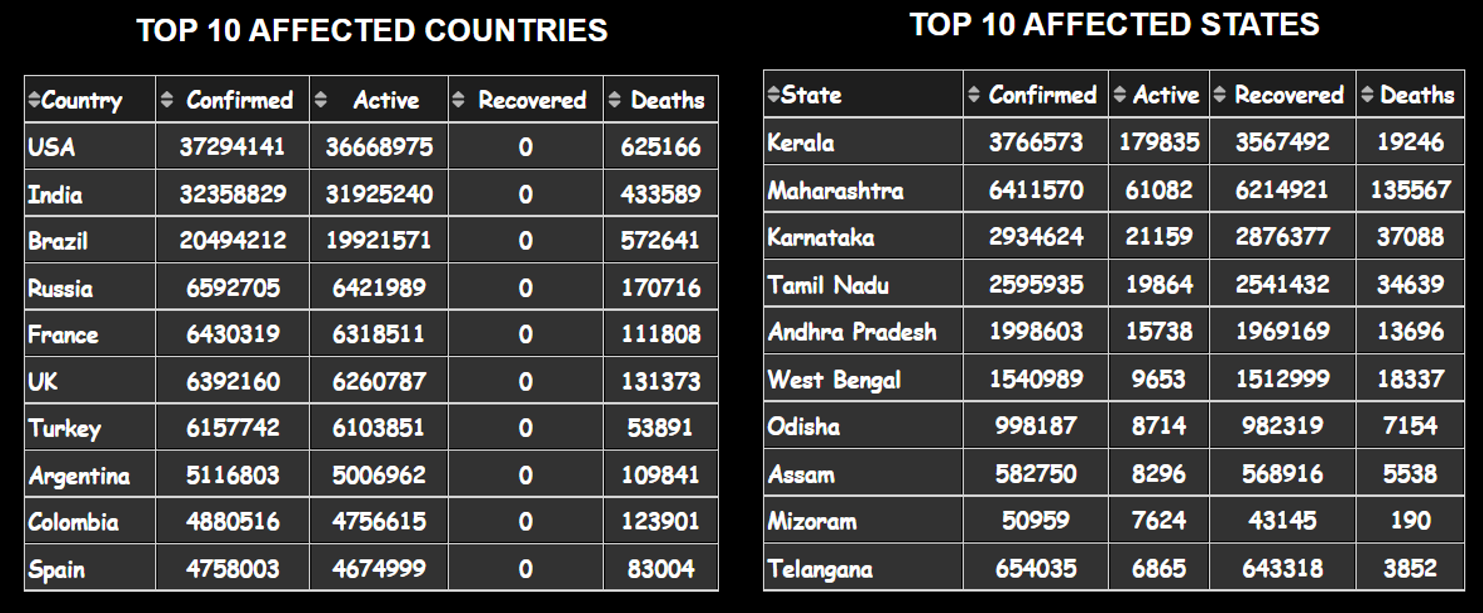 TOP 10 AFFECTED COUNTRIES
Country Confirmed Active Recovered Deaths
USA 37294141 36668975 0 625166
India 32358829 31925240 0 433589
Brazil 20494212 19921571 0 572641
Russia 6592705 6421989 0 170716
France 6430319 6318511 0 111808
UK 6392160 6260787 0 131373
Turkey 6157742 6103851 0 53891
Argentina 5116803 5006962 0 109841
Colombia 4880516 4756615 0 123901
Spain 4758003 4674999 0 83004
TOP 10 AFFECTED STATES
State Confirmed Active Recovered Deaths
Kerala 3766573 179835 3567492 19246
Maharashtra 6411570 61082 6214921 135567
Karnataka 2934624 21159 2876377 37088
Tamil Nadu 2595935 19864 2541432 34639
Andhra Pradesh 1998603 15738 1969169 13696
West Bengal 1540989 9653 1512999 18337
Odisha 998187 8714 982319 7154
Assam 582750 8296 568916 5538
Mizoram 50959 7624 43145 190
Telangana 654035 6865 643318 3852